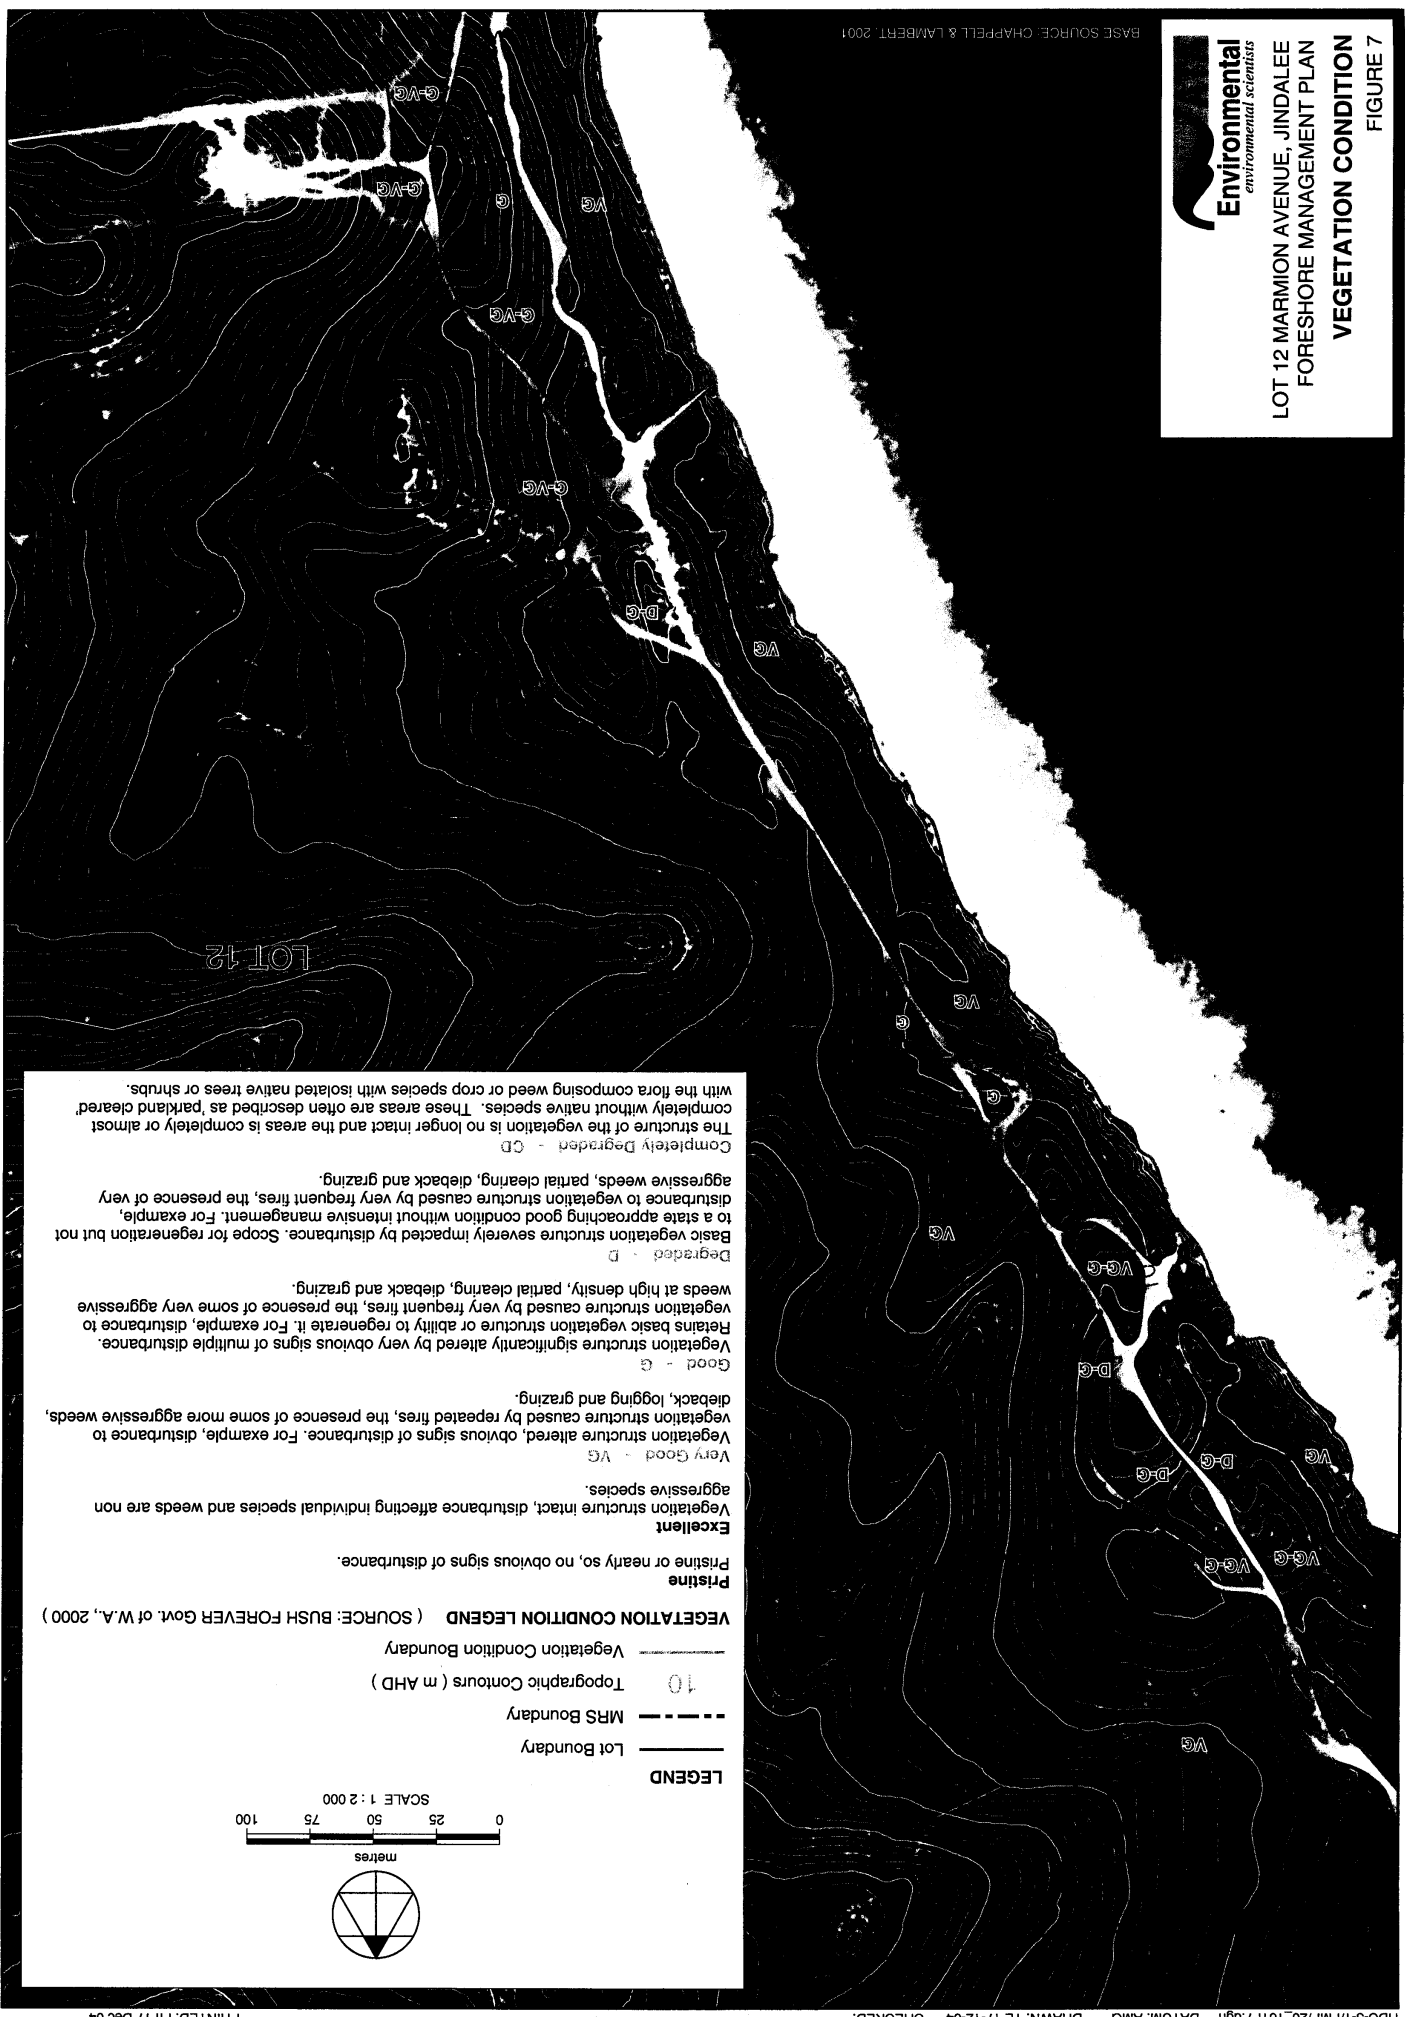 BASE SOURCE: CHAPPELL & LAMBERT, 2001
Environmental
environmental scientists
LOT 12 MARMION AVENUE, JINDALEE
FORESHORE MANAGEMENT PLAN
VEGETATION CONDITION
FIGURE 7
metres
0 25 50 75 100
SCALE 1 : 2 000
LEGEND
Lot Boundary
MRS Boundary
10 Topographic Contours ( m AHD )
Vegetation Condition Boundary
VEGETATION CONDITION LEGEND ( SOURCE: BUSH FOREVER Govt. of W.A., 2000 )
Pristine
Pristine or nearly so, no obvious signs of disturbance.
Excellent
Vegetation structure intact, disturbance affecting individual species and weeds are non
aggressive species.
Very Good - VG
Vegetation structure altered, obvious signs of disturbance. For example, disturbance to
vegetation structure caused by repeated fires, the presence of some more aggressive weeds,
dieback, logging and grazing.
Good - G
Vegetation structure significantly altered by very obvious signs of multiple disturbance.
Retains basic vegetation structure or ability to regenerate it. For example, disturbance to
vegetation structure caused by very frequent fires, the presence of some very aggressive
weeds at high density, partial clearing, dieback and grazing.
Degraded - D
Basic vegetation structure severely impacted by disturbance. Scope for regeneration but not
to a state approaching good condition without intensive management. For example,
disturbance to vegetation structure caused by very frequent fires, the presence of very
aggressive weeds, partial clearing, dieback and grazing.
Completely Degraded - CD
The structure of the vegetation is no longer intact and the areas is completely or almost
completely without native species. These areas are often described as 'parkland cleared'
with the flora composing weed or crop species with isolated native trees or shrubs.
VG
VG-G
VG-G
VG
D-G
D-G
D-G
VG-G
VG
G
G
VG
LOT 12
VG
D-G
G-VG
G-VG
VG
G
G-VG
G-VG